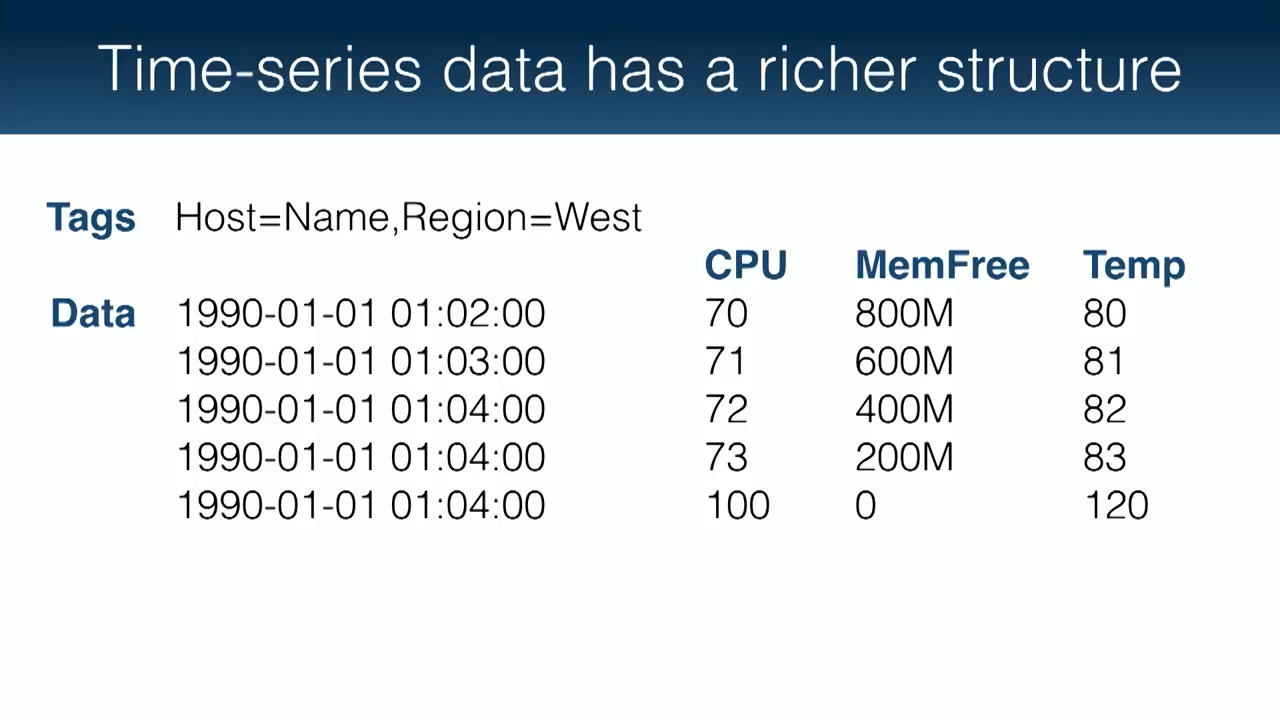 Time-series data has a richer structure
Tags Host=Name,Region=West
CPU MemFree Temp
Data 1990-01-01 01:02:00 70 800M 80
1990-01-01 01:03:00 71 600M 81
1990-01-01 01:04:00 72 400M 82
1990-01-01 01:04:00 73 200M 83
1990-01-01 01:04:00 100 0 120